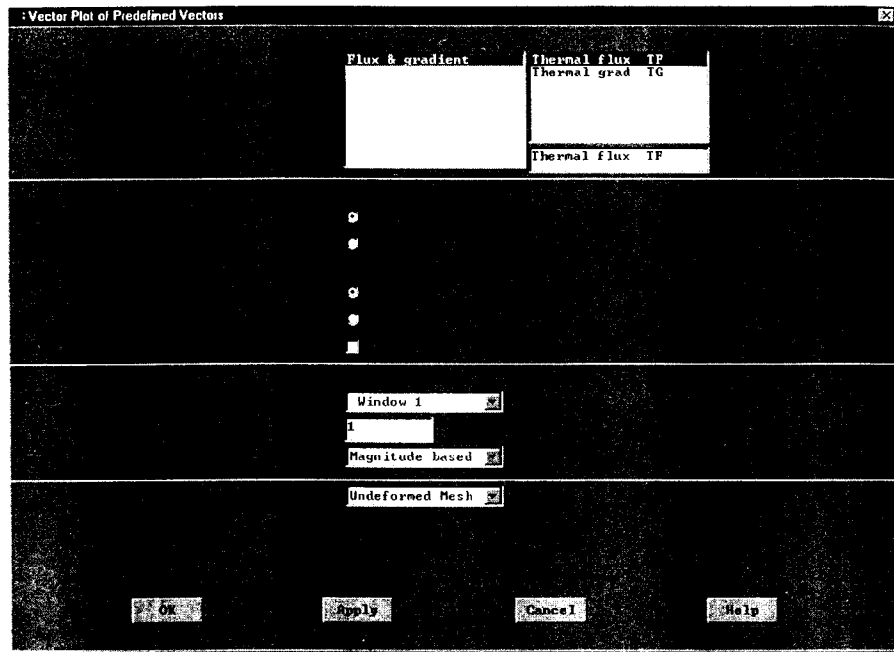 : Vector Plot of Predefined Vectors
Flux & gradient
Thermal flux TF
Thermal grad TG
Thermal flux TF
Window 1
1
Magnitude based
Undeformed Mesh
OK
Apply
Cancel
Help